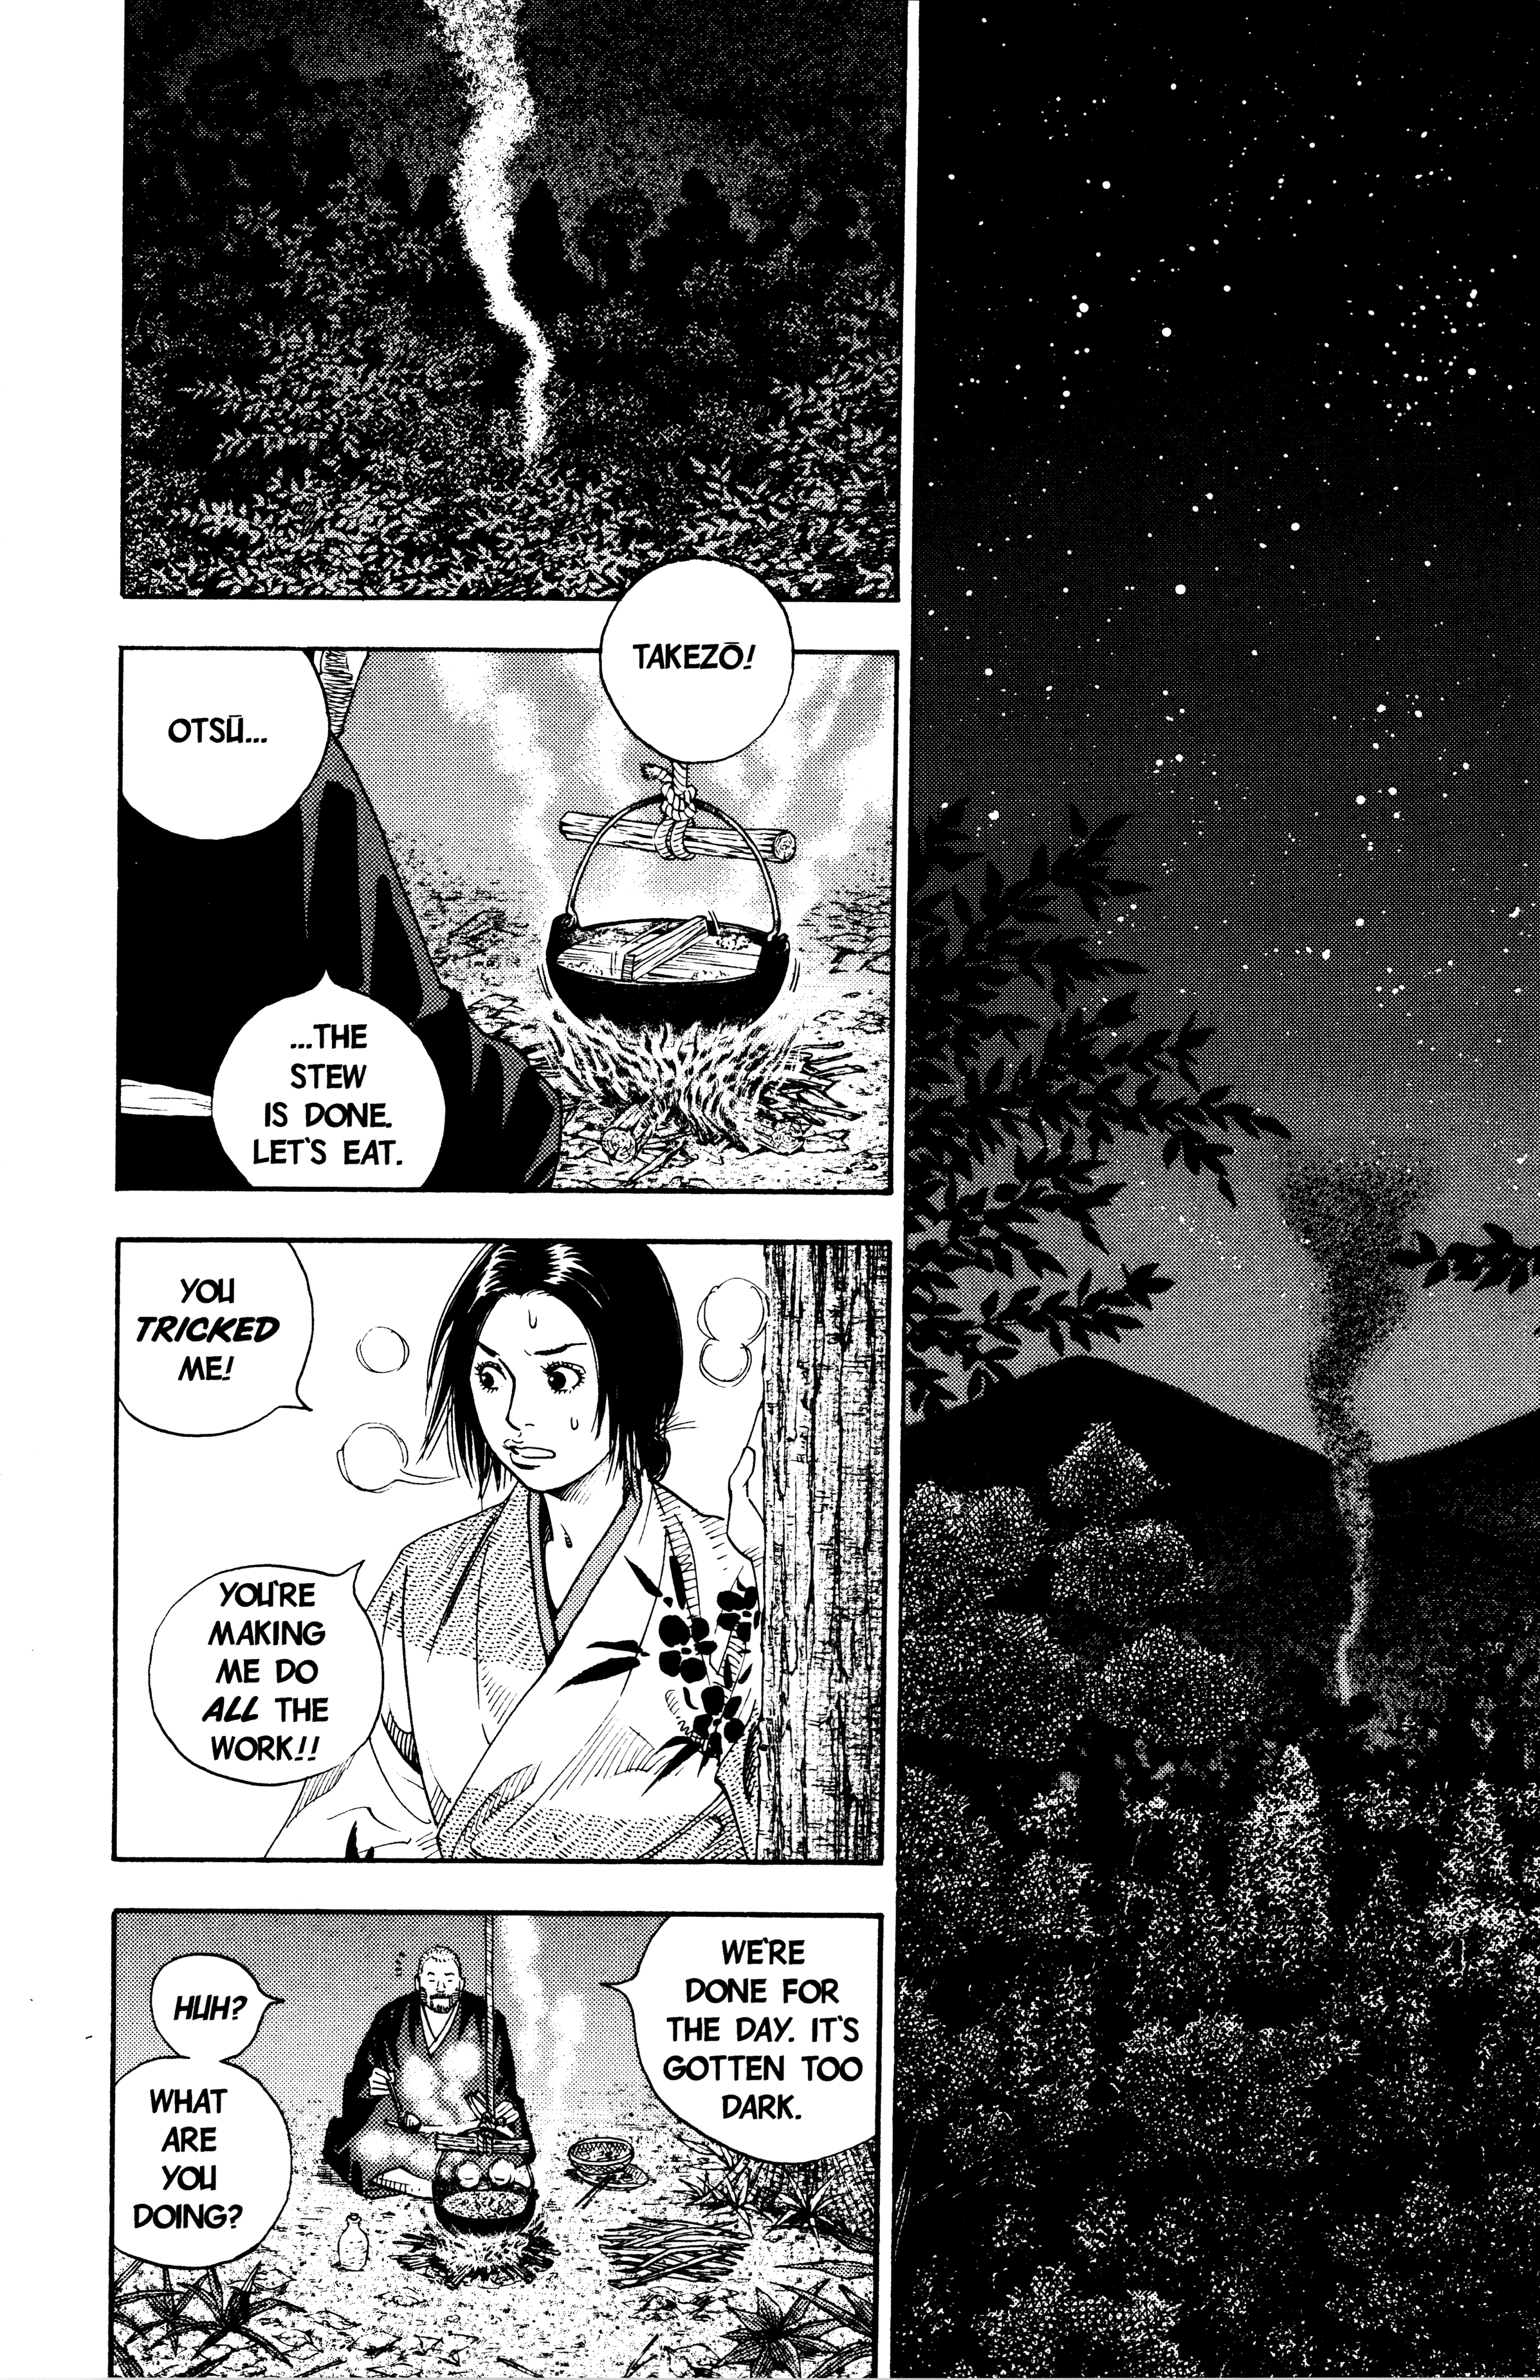 TAKEZŌ!
OTSŪ...
...THE
STEW
IS DONE.
LET'S EAT.
YOU
TRICKED
ME!
YOU'RE
MAKING
ME DO
ALL THE
WORK!!
WE'RE
DONE FOR
THE DAY. IT'S
GOTTEN TOO
DARK.
HUH?
WHAT
ARE
YOU
DOING?